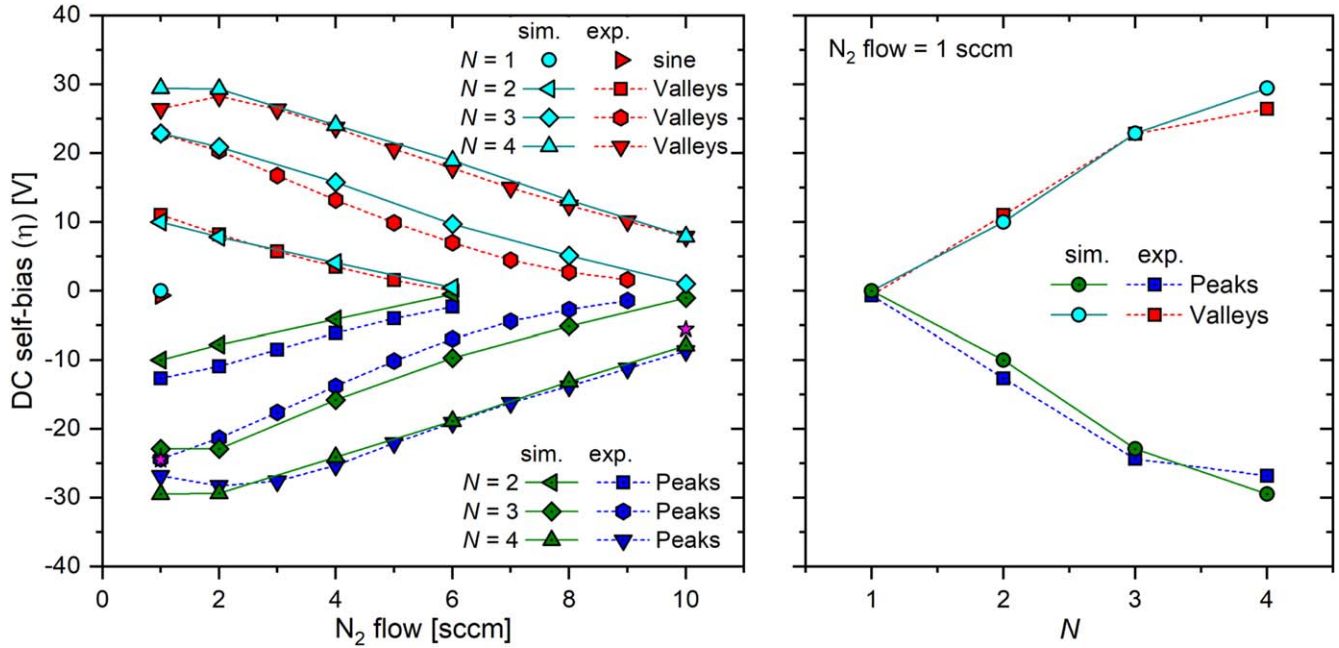 DC self-bias (η) [V]
40
30
20
10
0
-10
-20
-30
-40
sim. exp.
N = 1 sine
N = 2 Valleys
N = 3 Valleys
N = 4 Valleys
sim. exp.
N = 2 Peaks
N = 3 Peaks
N = 4 Peaks
0 2 4 6 8 10
N₂ flow [sccm]
N₂ flow = 1 sccm
sim. exp.
Peaks
Valleys
1 2 3 4
N